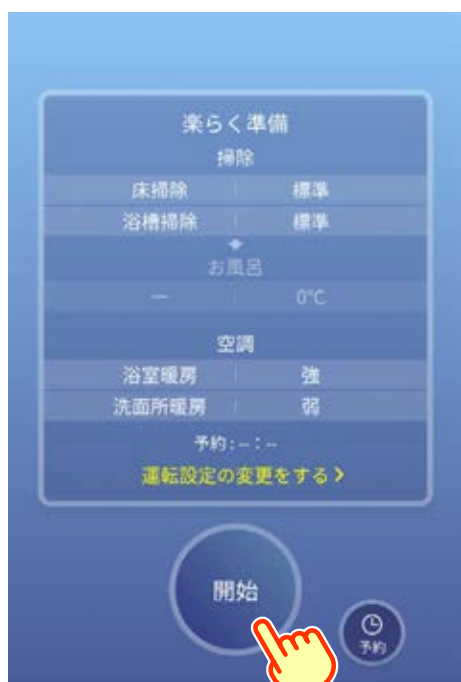 楽らく準備
掃除
床掃除 標準
浴槽掃除 標準
お風呂
ー 0℃
空調
浴室暖房 強
洗面所暖房 弱
予約:--:--
運転設定の変更をする>
開始
予約